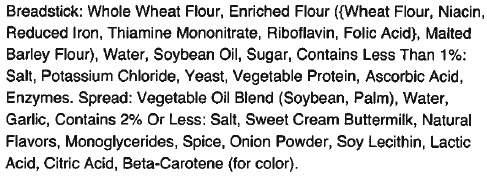 Breadstick: Whole Wheat Flour, Enriched Flour ({Wheat Flour, Niacin,
Reduced Iron, Thiamine Mononitrate, Riboflavin, Folic Acid}, Malted
Barley Flour), Water, Soybean Oil, Sugar, Contains Less Than 1%:
Salt, Potassium Chloride, Yeast, Vegetable Protein, Ascorbic Acid,
Enzymes. Spread: Vegetable Oil Blend (Soybean, Palm), Water,
Garlic, Contains 2% Or Less: Salt, Sweet Cream Buttermilk, Natural
Flavors, Monoglycerides, Spice, Onion Powder, Soy Lecithin, Lactic
Acid, Citric Acid, Beta-Carotene (for color).